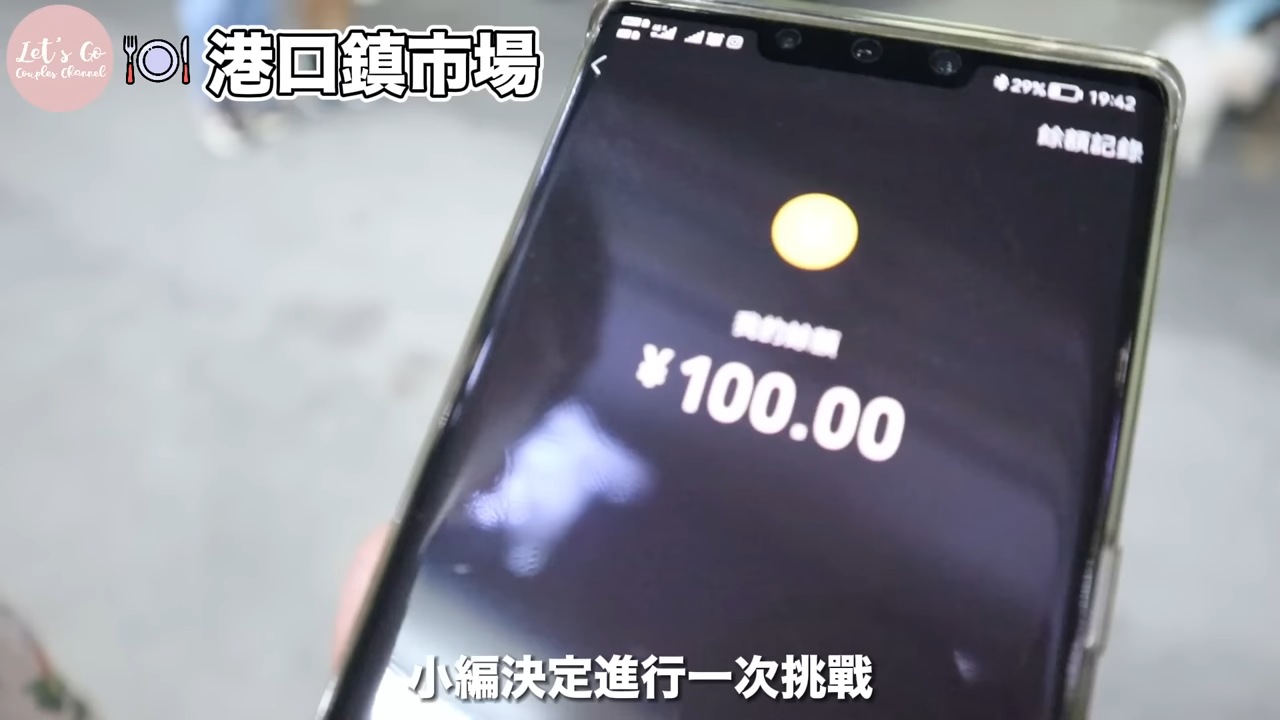 Let's Go
Couples Channel
港口鎮市場
29% 19:42
餘額記錄
我的餘額
¥100.00
小編決定進行一次挑戰